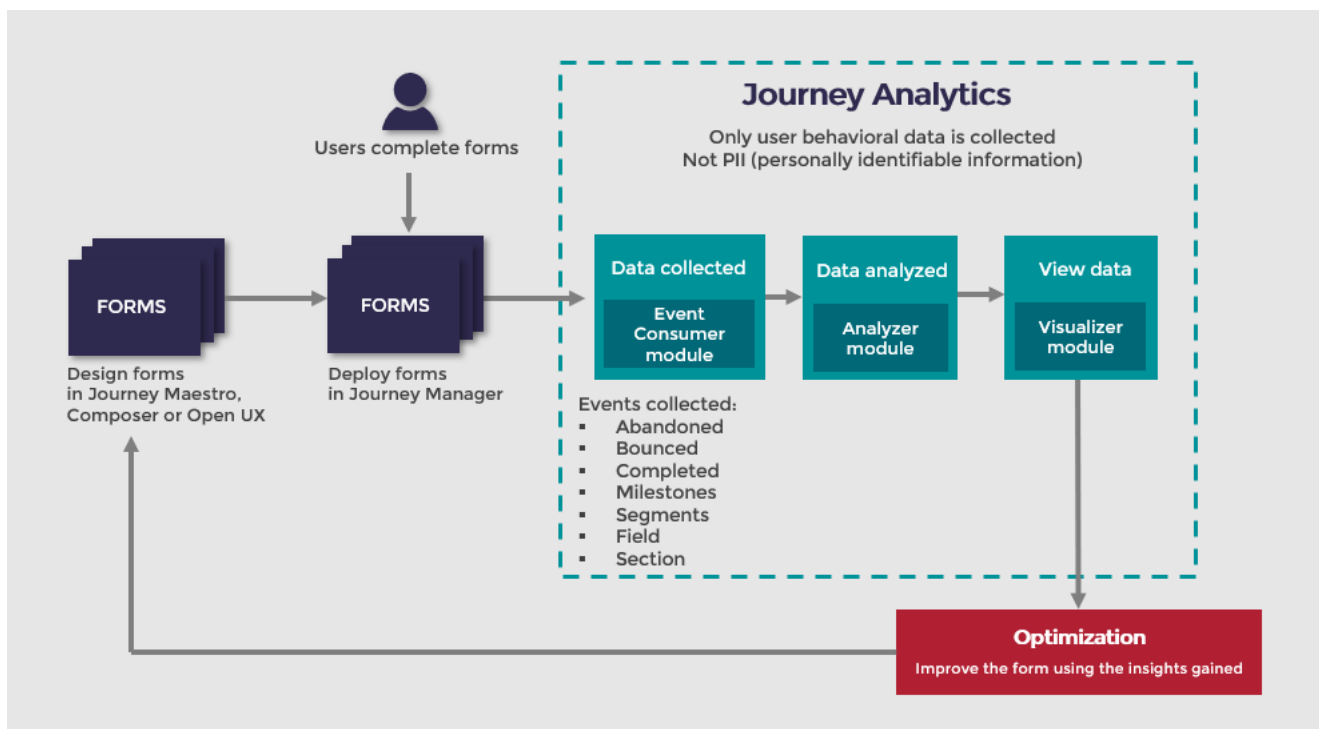 Journey Analytics
Only user behavioral data is collected
Not PII (personally identifiable information)
Users complete forms
FORMS
Design forms
in Journey Maestro,
Composer or Open UX
FORMS
Deploy forms
in Journey Manager
Data collected
Event
Consumer
module
Data analyzed
Analyzer
module
View data
Visualizer
module
Events collected:
▪ Abandoned
▪ Bounced
▪ Completed
▪ Milestones
▪ Segments
▪ Field
▪ Section
Optimization
Improve the form using the insights gained